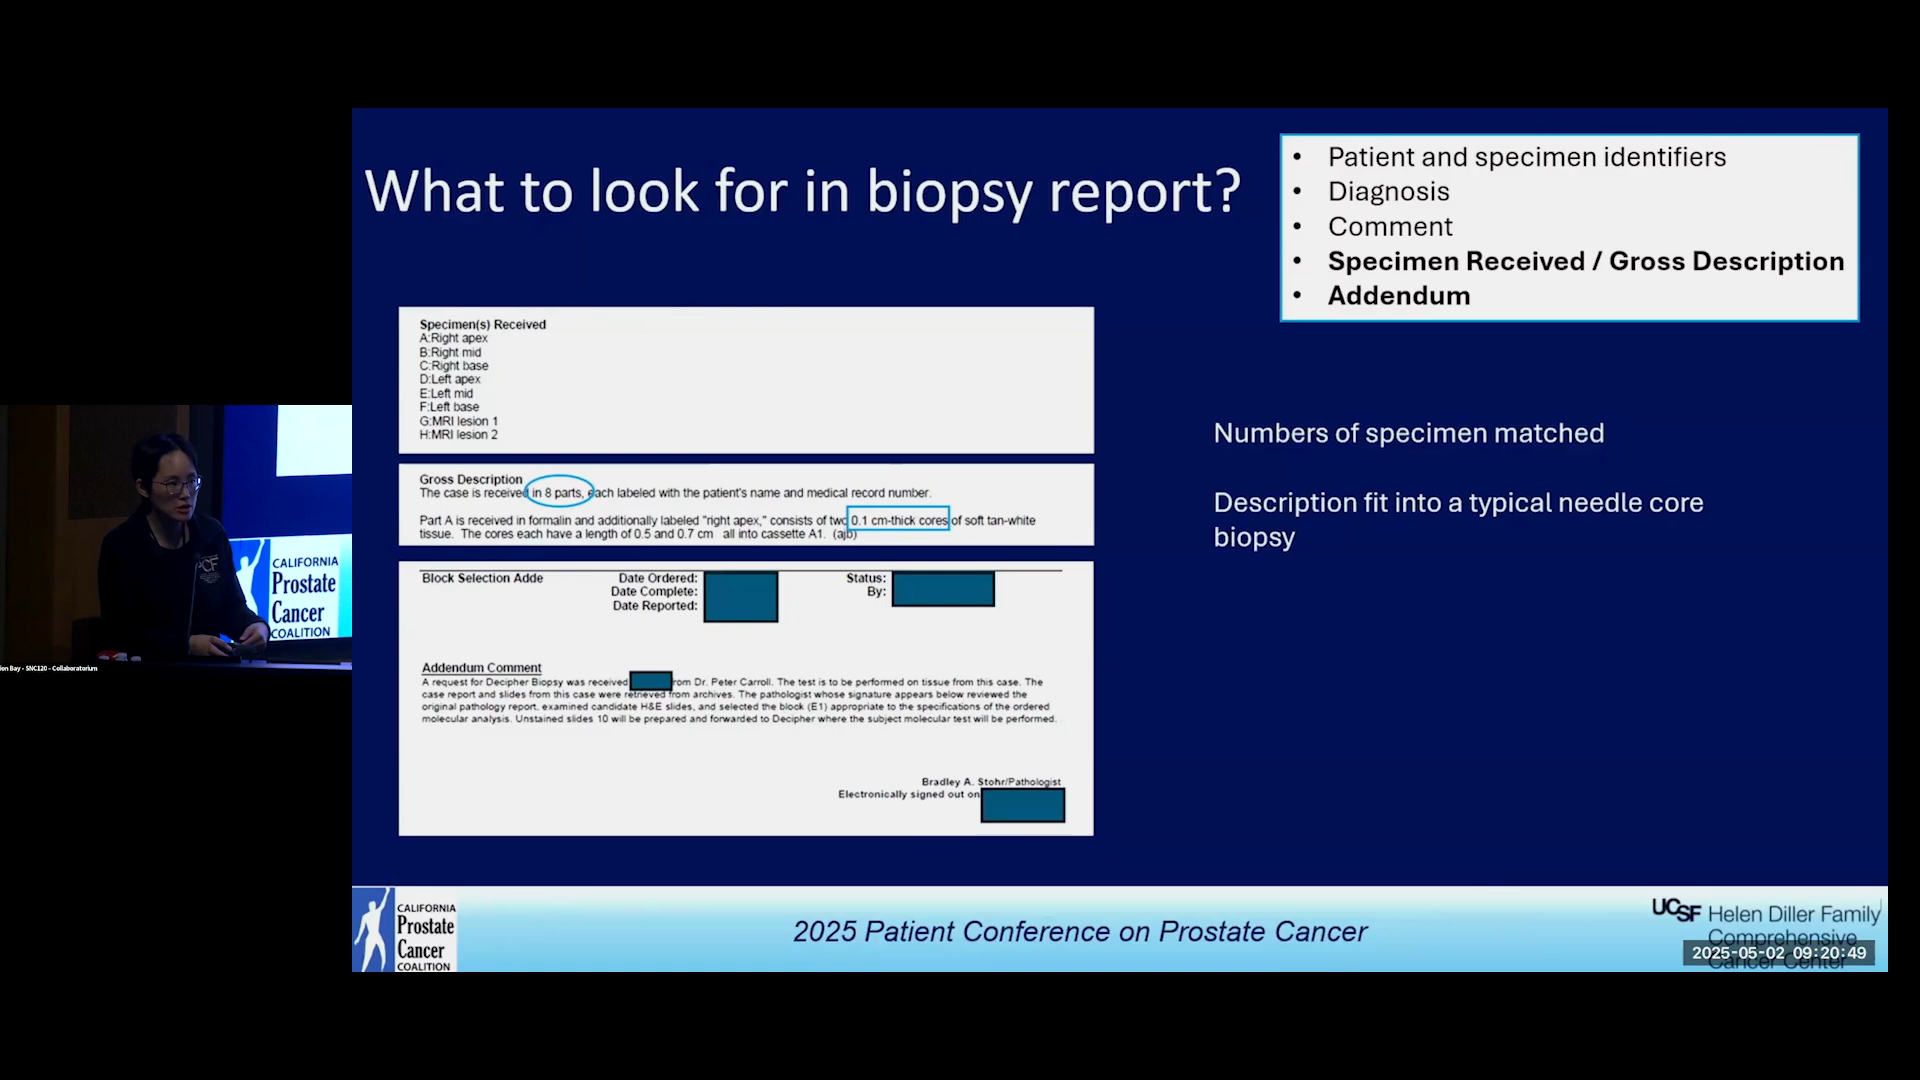 What to look for in biopsy report?
• Patient and specimen identifiers
• Diagnosis
• Comment
• Specimen Received / Gross Description
• Addendum
Specimen(s) Received
A:Right apex
B:Right mid
C:Right base
D:Left apex
E:Left mid
F:Left base
G:MRI lesion 1
H:MRI lesion 2
Gross Description
The case is received in 8 parts, each labeled with the patient's name and medical record number.
Part A is received in formalin and additionally labeled "right apex," consists of two 0.1 cm-thick cores of soft tan-white
tissue. The cores each have a length of 0.5 and 0.7 cm all into cassette A1. (ajb)
Block Selection Adde
Date Ordered:
Date Complete:
Date Reported:
Status:
By:
Addendum Comment
A request for Decipher Biopsy was received rom Dr. Peter Carroll. The test is to be performed on tissue from this case. The
case report and slides from this case were retrieved from archives. The pathologist whose signature appears below reviewed the
original pathology report, examined candidate H&E slides, and selected the block (E1) appropriate to the specifications of the ordered
molecular analysis. Unstained slides 10 will be prepared and forwarded to Decipher where the subject molecular test will be performed.
Bradley A. Stohr/Pathologist
Electronically signed out on
Numbers of specimen matched
Description fit into a typical needle core
biopsy
CALIFORNIA
Prostate
Cancer
COALITION
ion Bay - SNC120 - Collaboratorium
CALIFORNIA
Prostate
Cancer
COALITION
2025 Patient Conference on Prostate Cancer
UCSF Helen Diller Family
Comprehensive
Cancer Center
2025-05-02 09:20:49